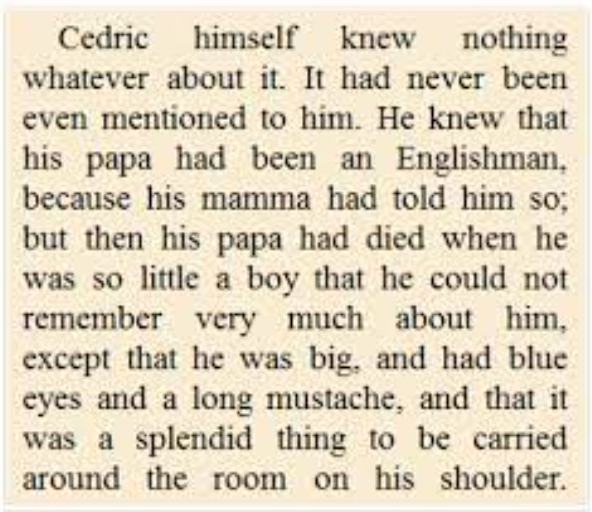 Cedric himself knew nothing
whatever about it. It had never been
even mentioned to him. He knew that
his papa had been an Englishman,
because his mamma had told him so;
but then his papa had died when he
was so little a boy that he could not
remember very much about him,
except that he was big, and had blue
eyes and a long mustache, and that it
was a splendid thing to be carried
around the room on his shoulder.